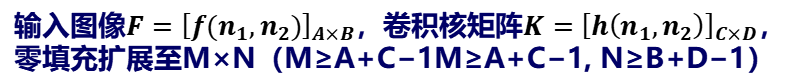 输入图像F = [f(n₁,n₂)]_{A×B}，卷积核矩阵K = [h(n₁,n₂)]_{C×D}，
零填充扩展至M×N（M≥A+C−1M≥A+C−1, N≥B+D−1）